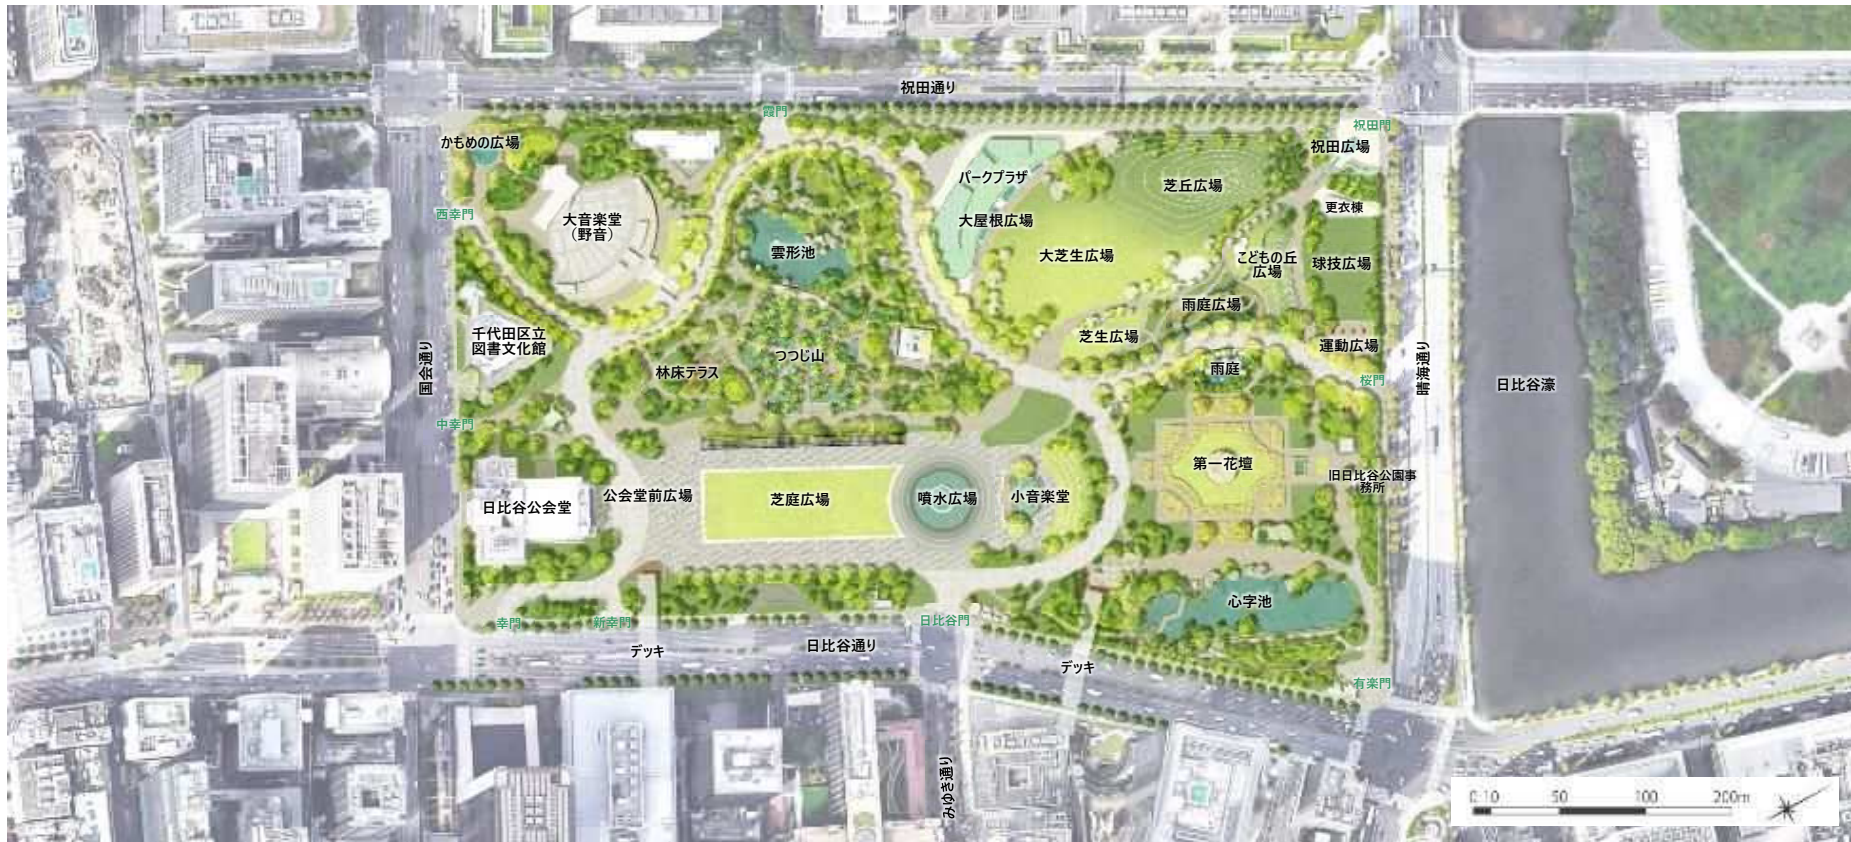 祝田通り
霞門
祝田門
かもめの広場
祝田広場
パークプラザ
芝丘広場
西幸門
大音楽堂
（野音）
大屋根広場
更衣棟
雲形池
大芝生広場
こどもの丘
広場
球技広場
雨庭広場
千代田区立
図書文化館
芝生広場
運動広場
国会通り
林床テラス
つつじ山
雨庭
桜門
晴海通り
日比谷濠
中幸門
第一花壇
旧日比谷公園事
務所
日比谷公会堂
公会堂前広場
芝庭広場
噴水広場
小音楽堂
心字池
幸門
新幸門
日比谷門
デッキ
日比谷通り
デッキ
有楽門
みゆき通り
0 10 50 100 200m